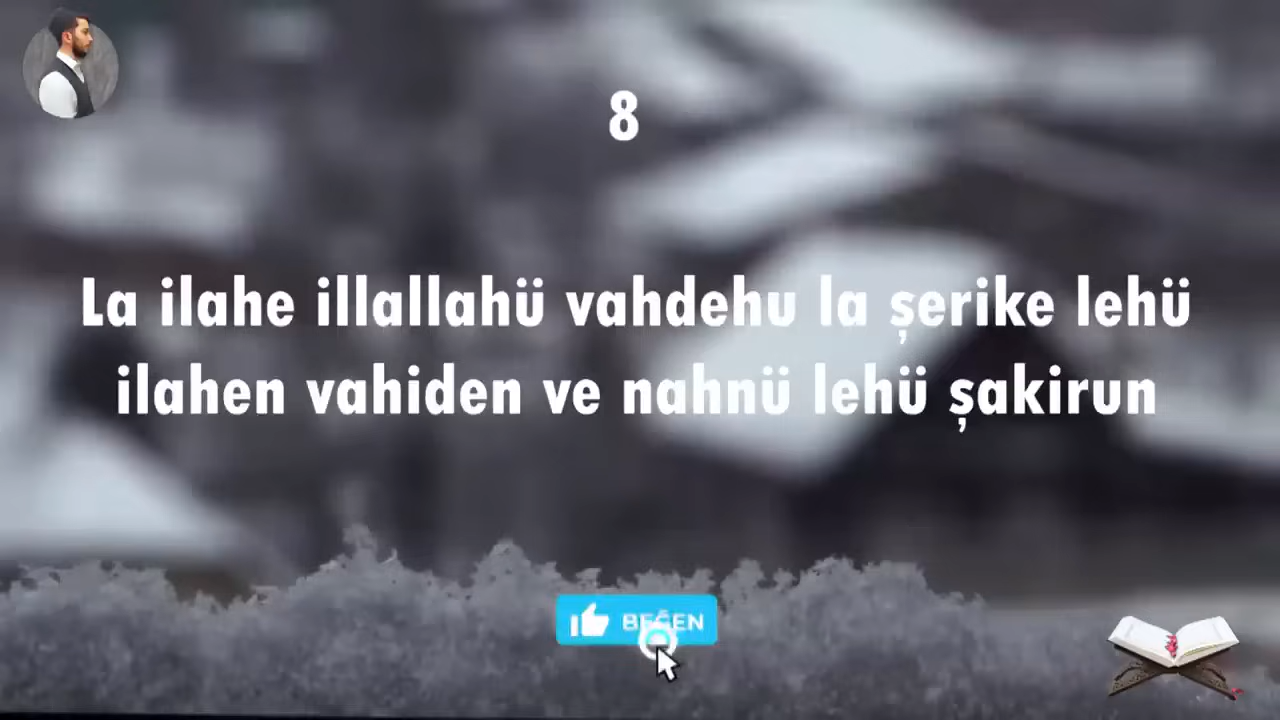 8
La ilahe illallahü vahdehu la şerike lehü
ilahen vahiden ve nahnü lehü şakirun
BEĞEN